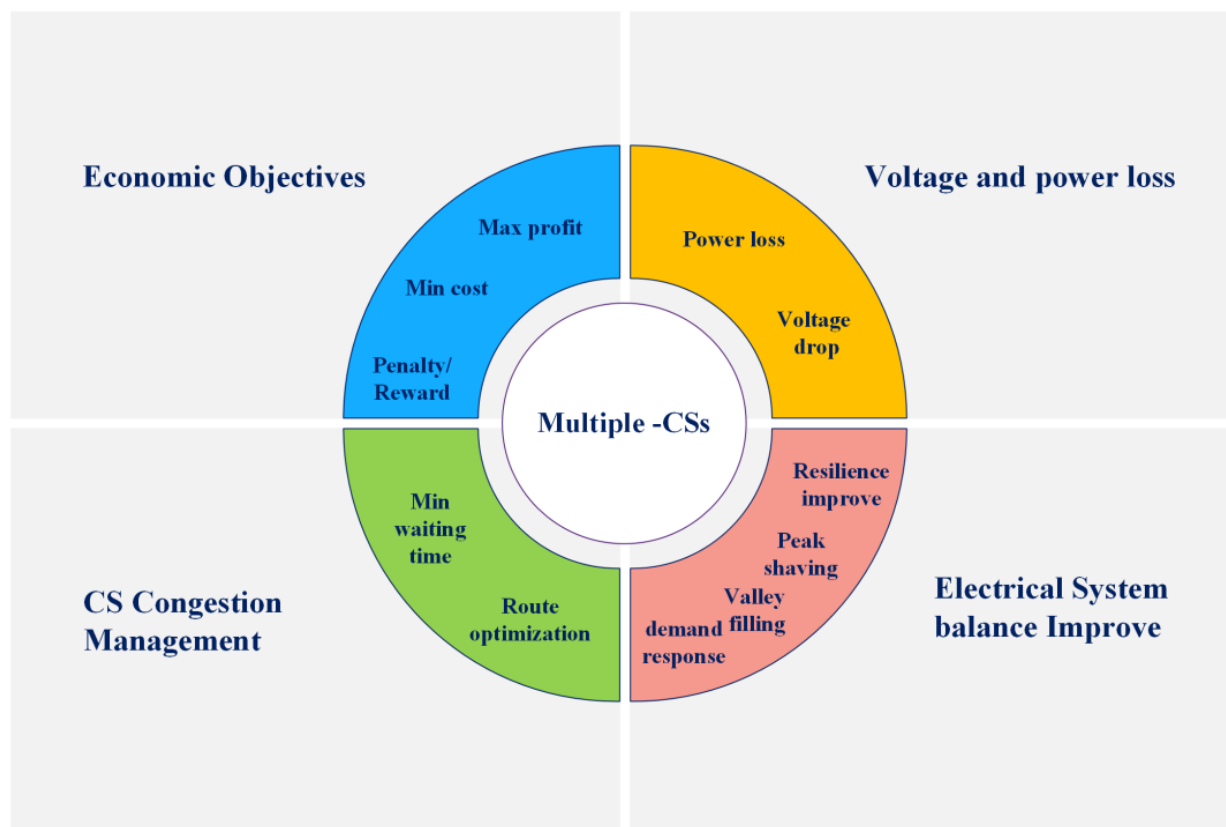 Economic Objectives
Max profit
Min cost
Penalty/
Reward
Voltage and power loss
Power loss
Voltage
drop
Multiple -CSs
CS Congestion
Management
Min
waiting
time
Route
optimization
Electrical System
balance Improve
Resilience
improve
Peak
shaving
Valley
filling
demand
response